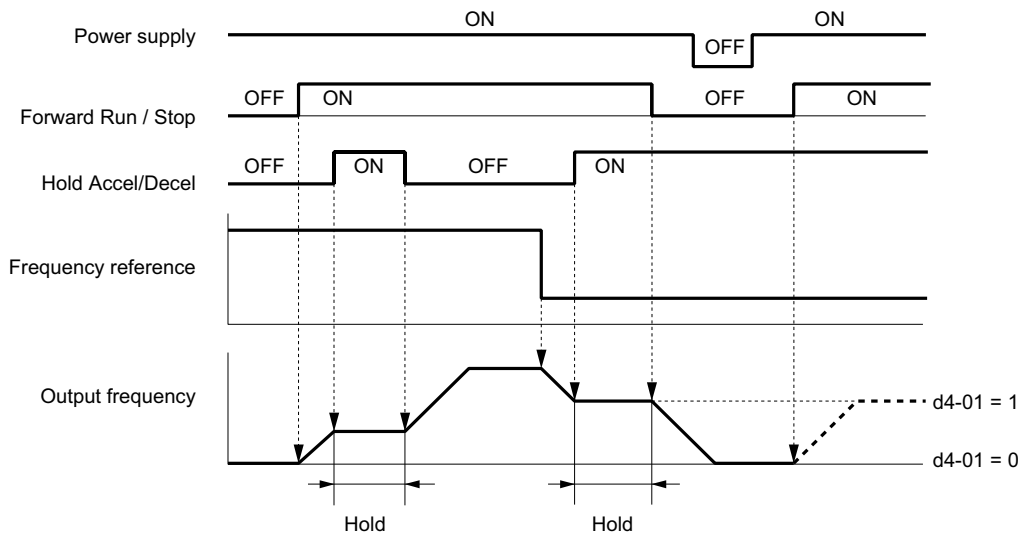 ON
ON
Power supply
OFF
OFF
ON
OFF
ON
Forward Run / Stop
OFF
ON
OFF
ON
Hold Accel/Decel
Frequency reference
Output frequency
d4-01 = 1
d4-01 = 0
Hold
Hold